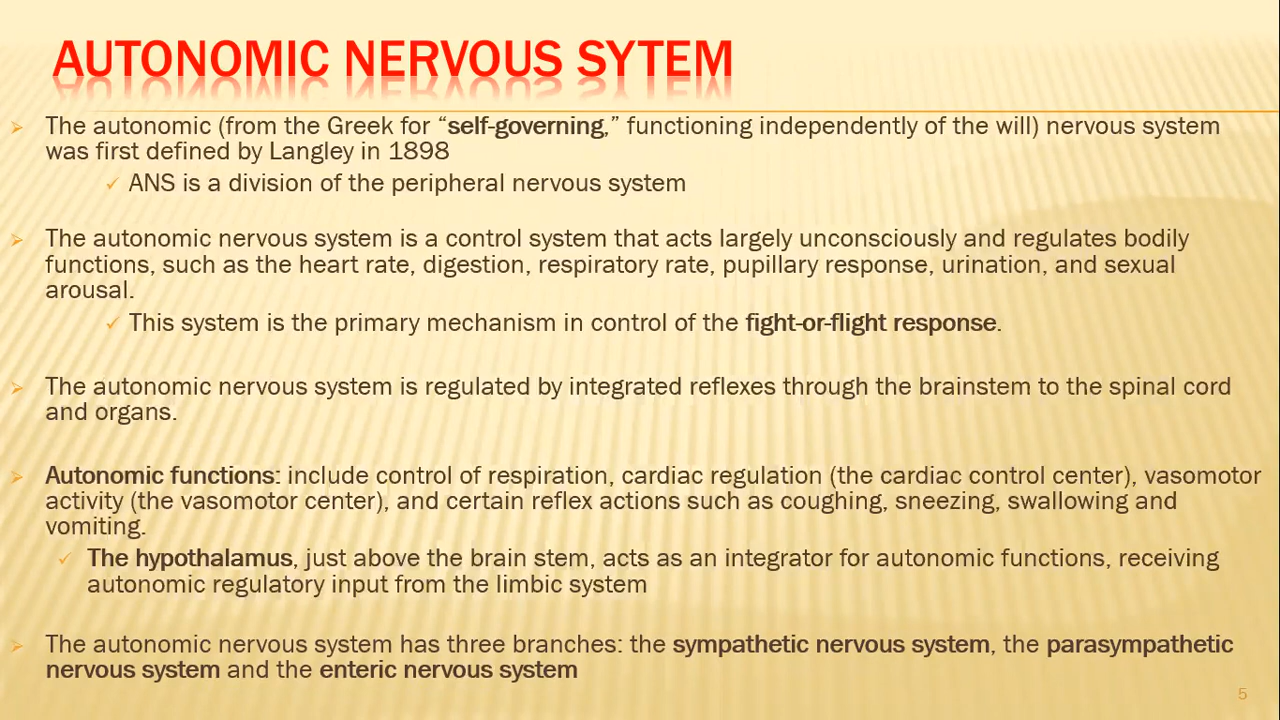 AUTONOMIC NERVOUS SYTEM
➢ The autonomic (from the Greek for “self-governing,” functioning independently of the will) nervous system
was first defined by Langley in 1898
✓ ANS is a division of the peripheral nervous system
➢ The autonomic nervous system is a control system that acts largely unconsciously and regulates bodily
functions, such as the heart rate, digestion, respiratory rate, pupillary response, urination, and sexual
arousal.
✓ This system is the primary mechanism in control of the fight-or-flight response.
➢ The autonomic nervous system is regulated by integrated reflexes through the brainstem to the spinal cord
and organs.
➢ Autonomic functions: include control of respiration, cardiac regulation (the cardiac control center), vasomotor
activity (the vasomotor center), and certain reflex actions such as coughing, sneezing, swallowing and
vomiting.
✓ The hypothalamus, just above the brain stem, acts as an integrator for autonomic functions, receiving
autonomic regulatory input from the limbic system
➢ The autonomic nervous system has three branches: the sympathetic nervous system, the parasympathetic
nervous system and the enteric nervous system
5